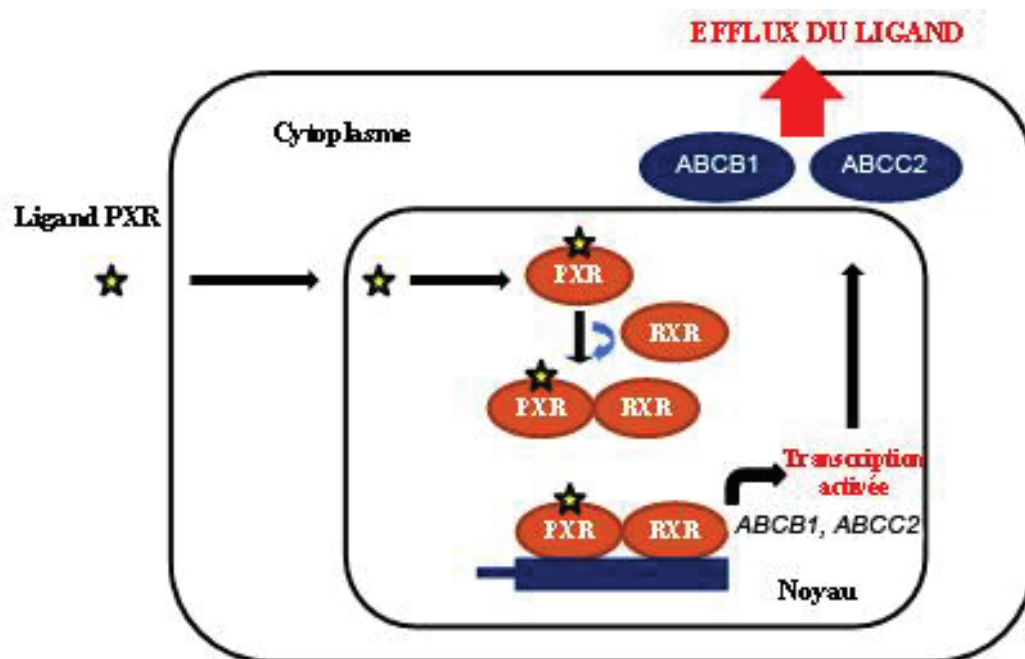 EFFLUX DU LIGAND
Cytoplasme
ABCB1
ABCC2
Ligand PXR
PXR
RXR
PXR
RXR
Transcription
activée
PXR
RXR
ABCB1, ABCC2
Noyau